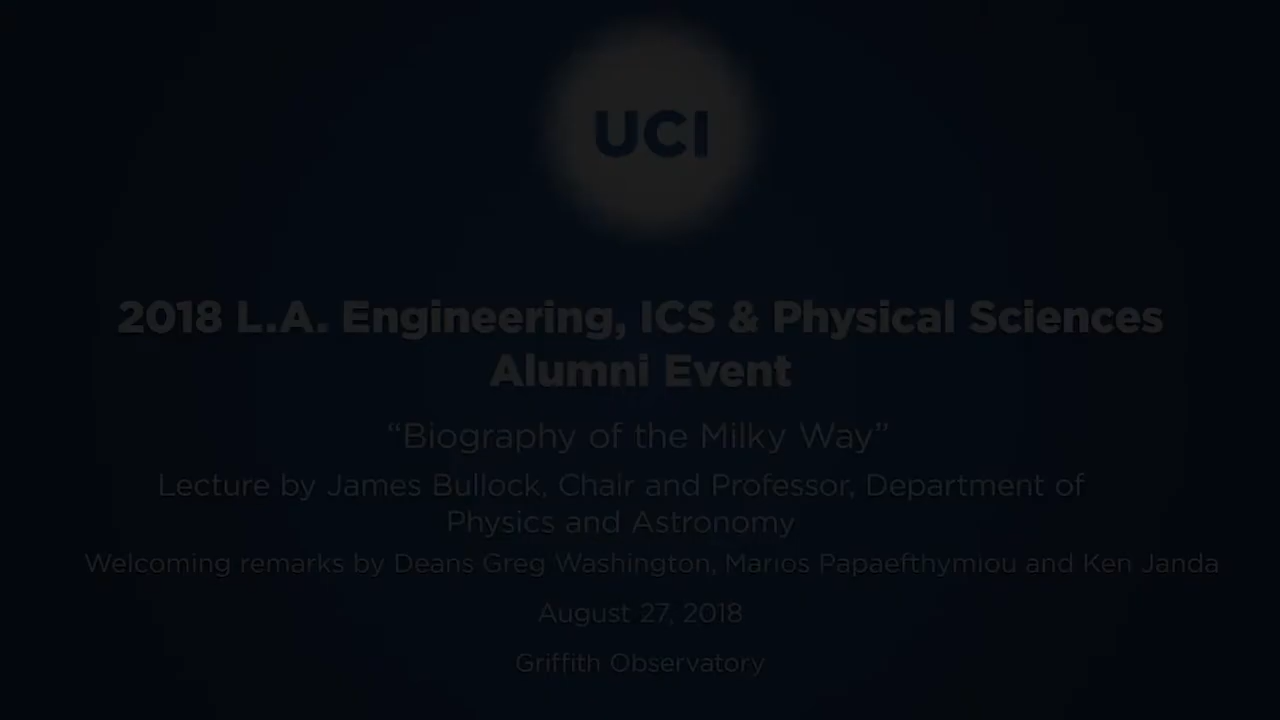 UCI
2018 L.A. Engineering, ICS & Physical Sciences
Alumni Event
“Biography of the Milky Way”
Lecture by James Bullock, Chair and Professor, Department of
Physics and Astronomy
Welcoming remarks by Deans Greg Washington, Marios Papaefthymiou and Ken Janda
August 27, 2018
Griffith Observatory